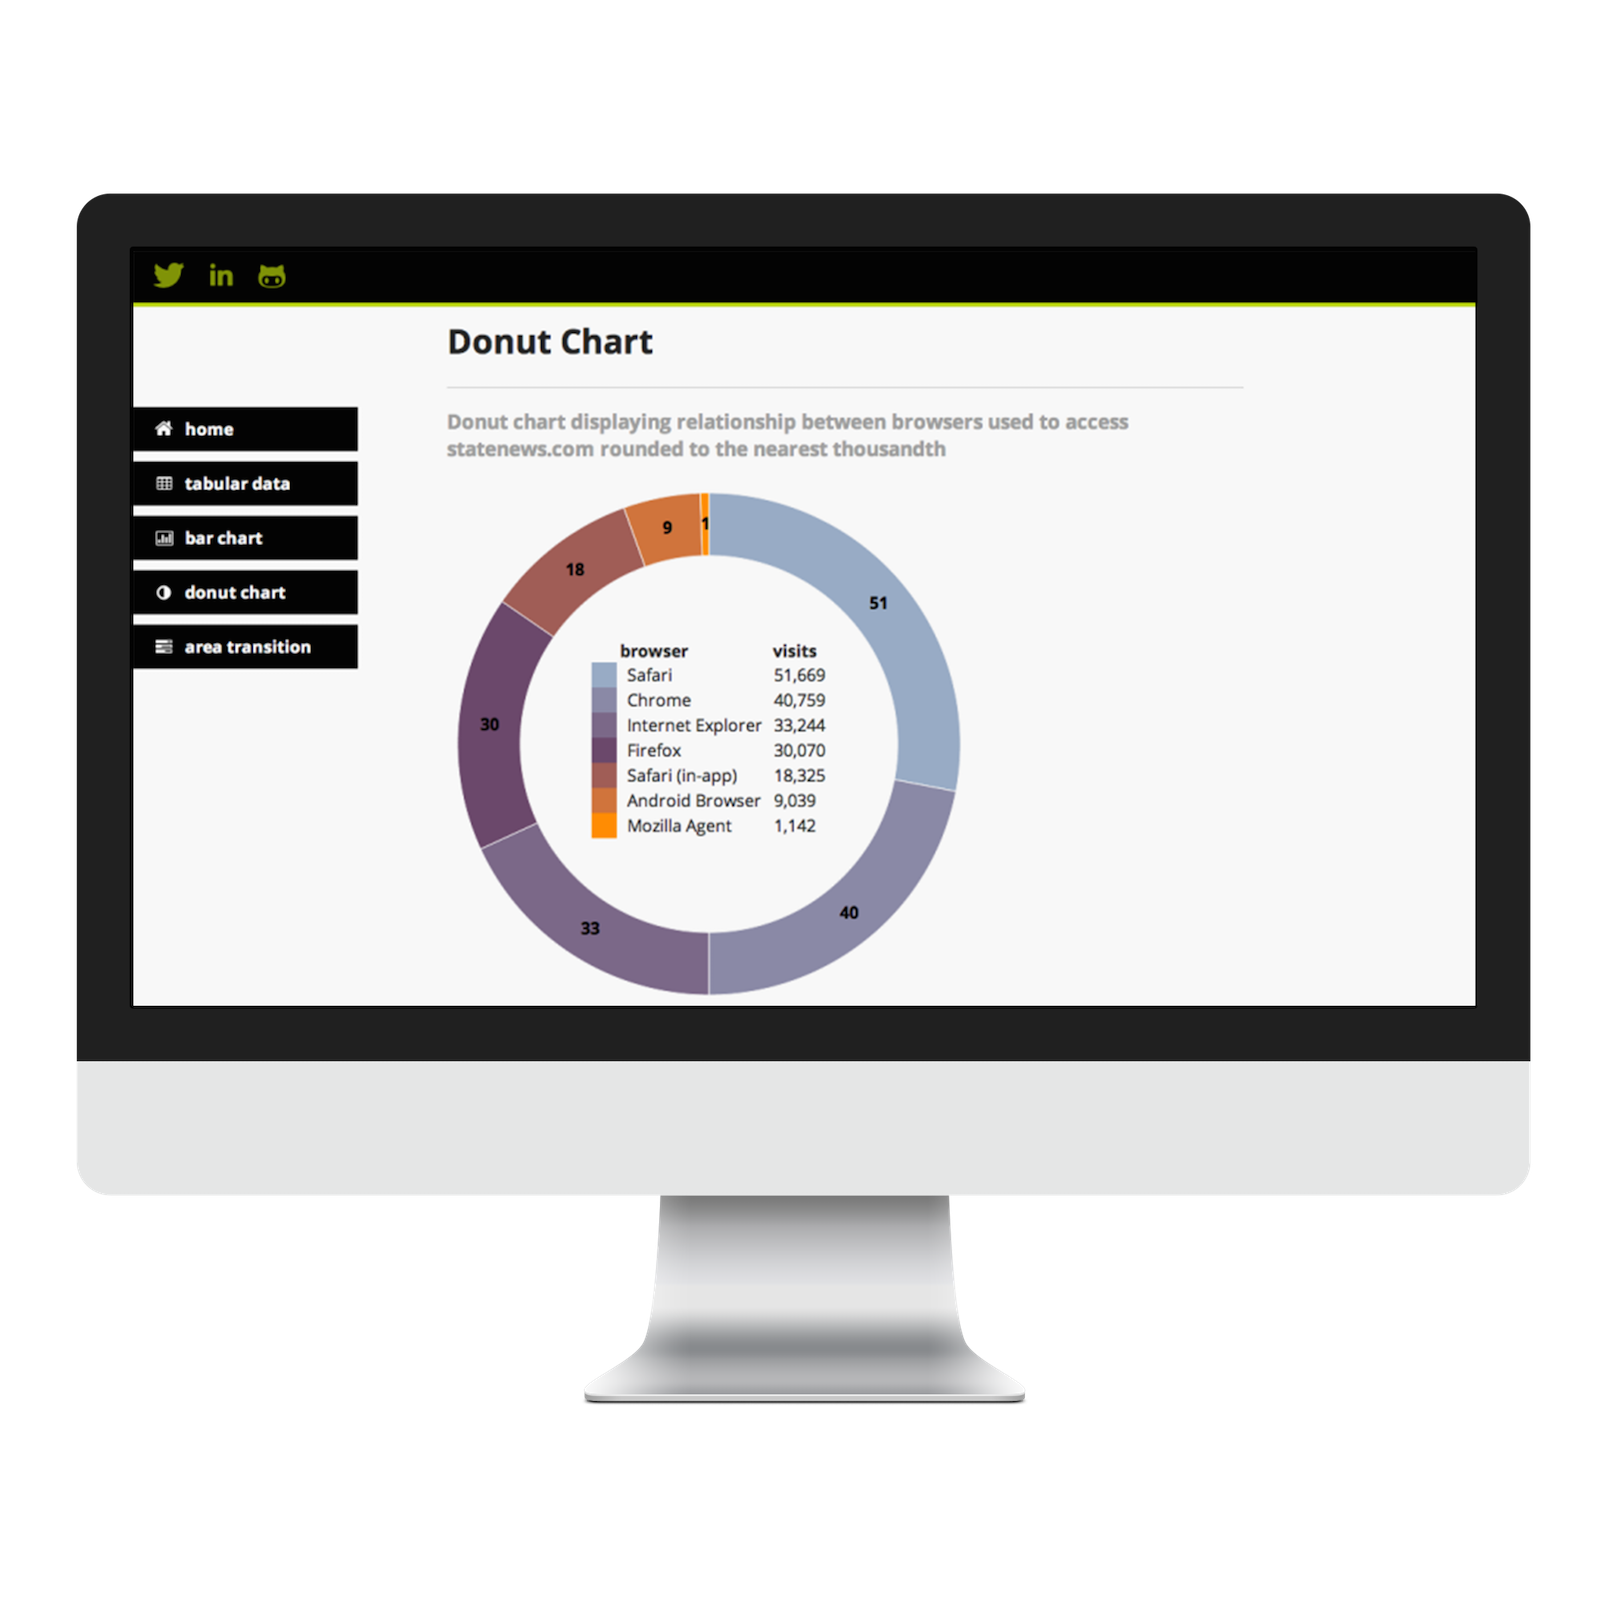 in
Donut Chart
Donut chart displaying relationship between browsers used to access
statenews.com rounded to the nearest thousandth
home
tabular data
bar chart
donut chart
area transition
9
1
18
51
30
browser visits
Safari 51,669
Chrome 40,759
Internet Explorer 33,244
Firefox 30,070
Safari (in-app) 18,325
Android Browser 9,039
Mozilla Agent 1,142
40
33